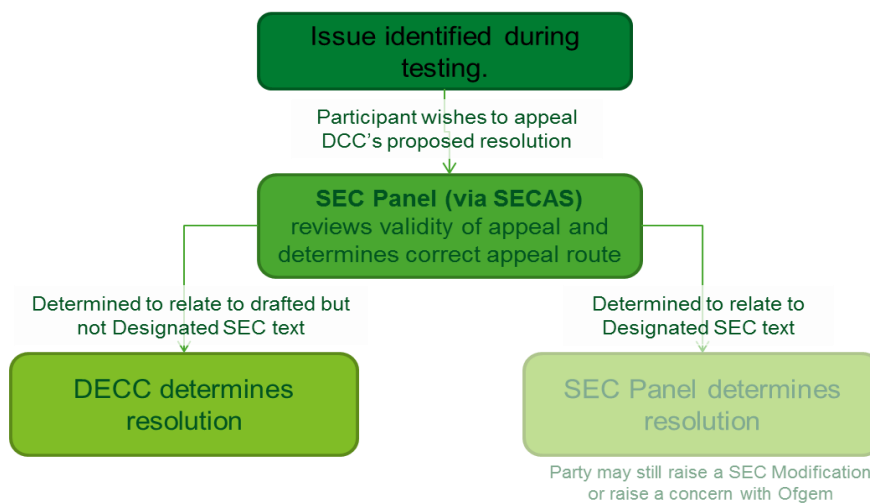 Issue identified during
testing.
Participant wishes to appeal
DCC's proposed resolution
SEC Panel (via SECAS)
reviews validity of appeal and
determines correct appeal route
Determined to relate to drafted but
not Designated SEC text
Determined to relate to
Designated SEC text
DECC determines
resolution
SEC Panel determines
resolution
Party may still raise a SEC Modification
or raise a concern with Ofgem